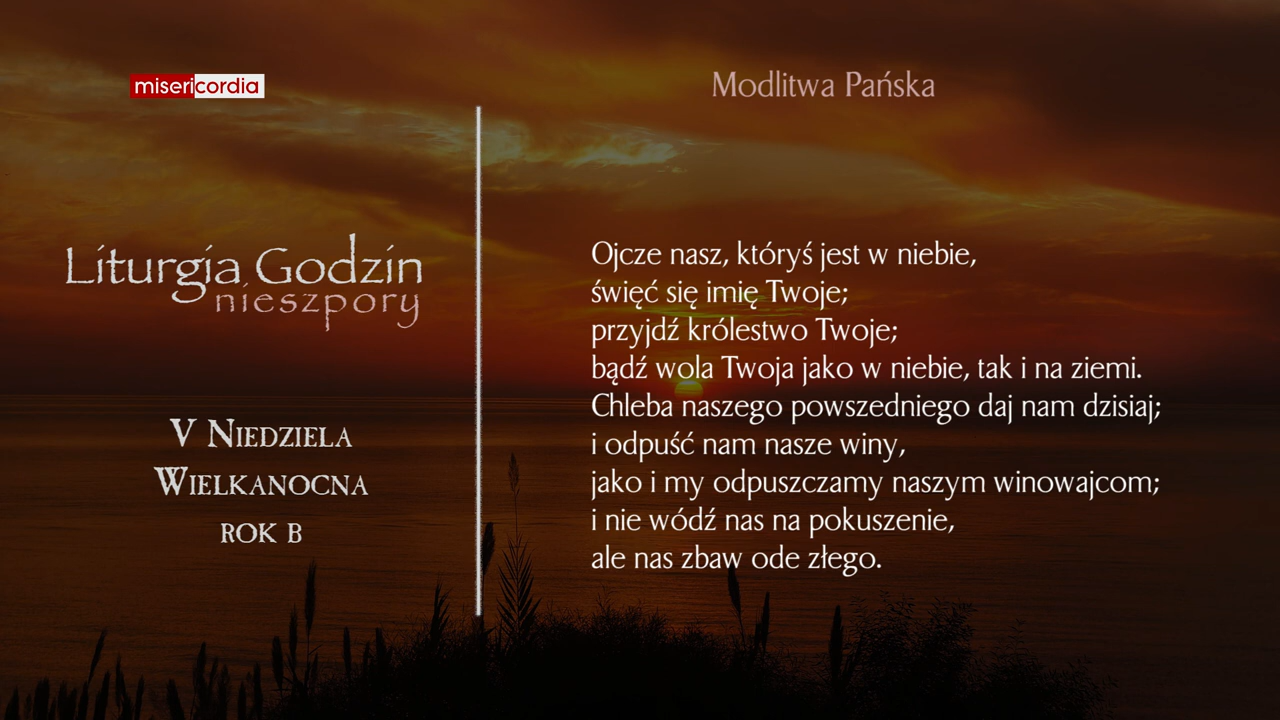 misericordia
Liturgia Godzin
nieszpory
V Niedziela
Wielkanocna
rok B
Modlitwa Pańska
Ojcze nasz, któryś jest w niebie,
święć się imię Twoje;
przyjdź królestwo Twoje;
bądź wola Twoja jako w niebie, tak i na ziemi.
Chleba naszego powszedniego daj nam dzisiaj;
i odpuść nam nasze winy,
jako i my odpuszczamy naszym winowajcom;
i nie wódź nas na pokuszenie,
ale nas zbaw ode złego.